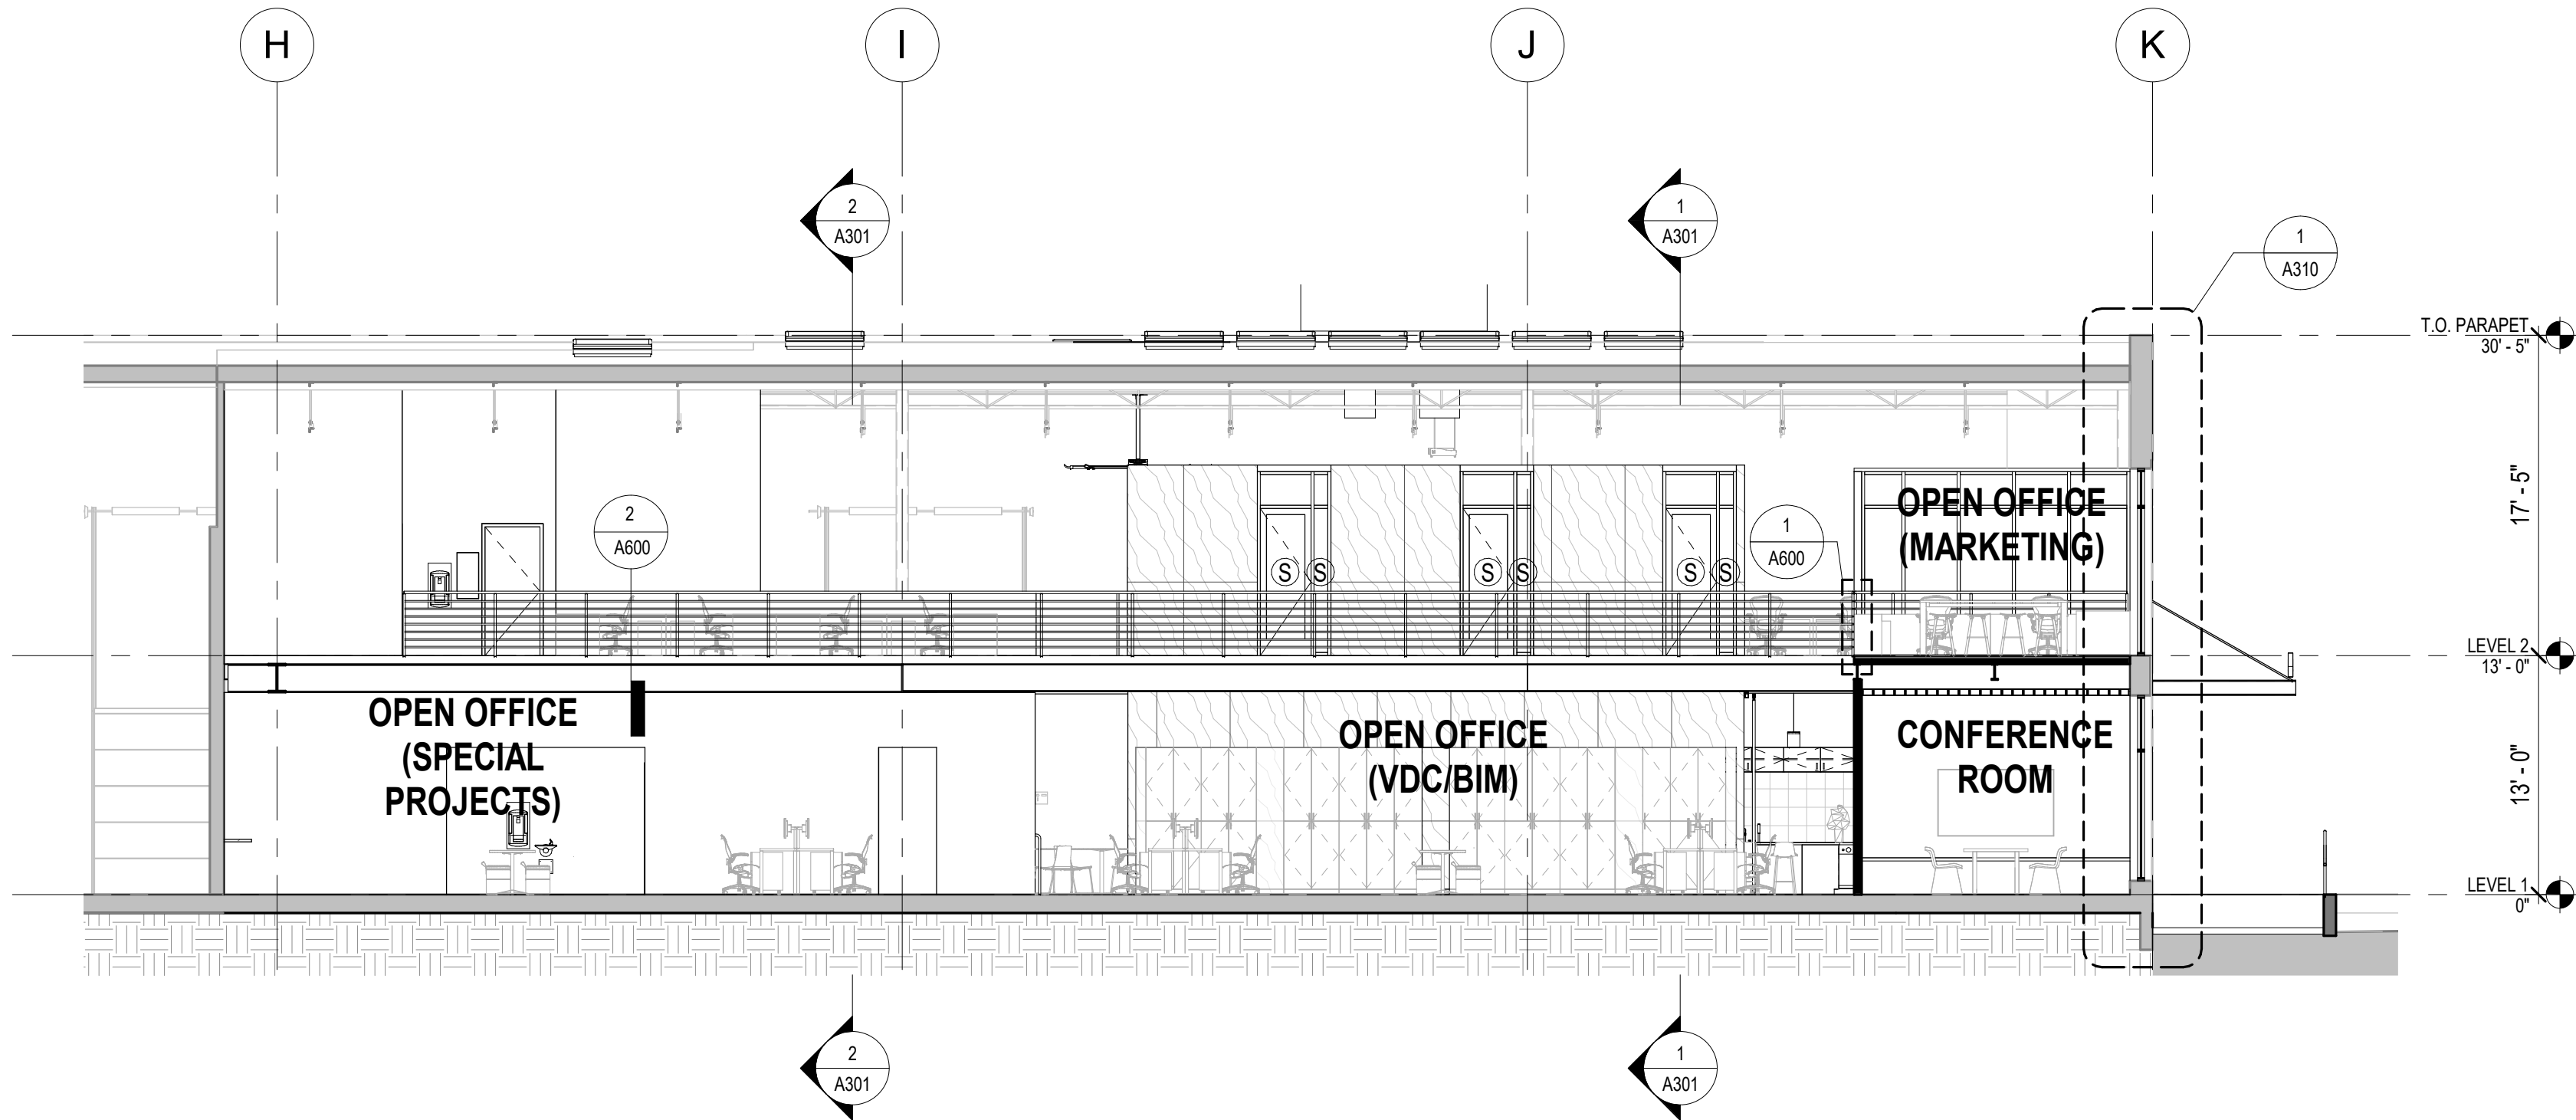 H
I
J
K
2
A301
1
A301
1
A310
T.O. PARAPET
30' - 5"
17' - 5"
OPEN OFFICE
(MARKETING)
2
A600
1
A600
S
S
S
S
S
S
LEVEL 2
13' - 0"
OPEN OFFICE
(SPECIAL
PROJECTS)
OPEN OFFICE
(VDC/BIM)
CONFERENCE
ROOM
13' - 0"
LEVEL 1
0"
2
A301
1
A301